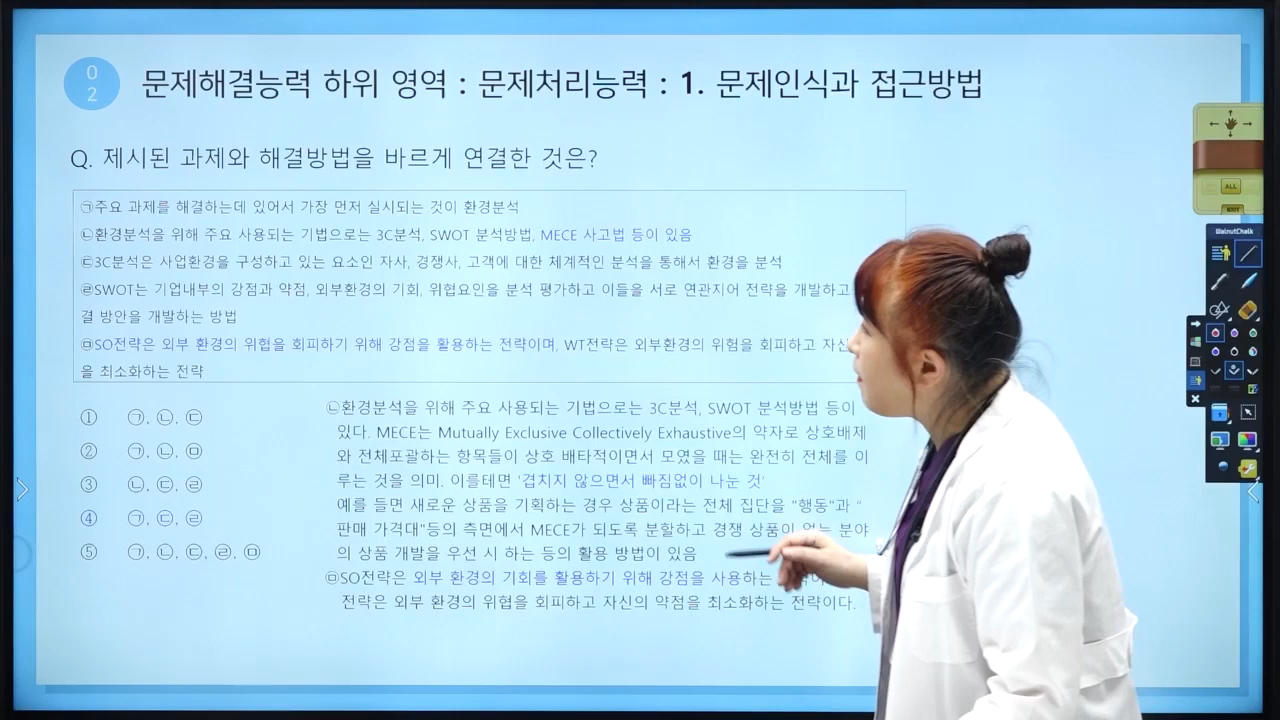 0
2
문제해결능력 하위 영역 : 문제처리능력 : 1. 문제인식과 접근방법
Q. 제시된 과제와 해결방법을 바르게 연결한 것은?
㉠주요 과제를 해결하는데 있어서 가장 먼저 실시되는 것이 환경분석
㉡환경분석을 위해 주요 사용되는 기법으로는 3C분석, SWOT 분석방법, MECE 사고법 등이 있음
㉢3C분석은 사업환경을 구성하고 있는 요소인 자사, 경쟁사, 고객에 대한 체계적인 분석을 통해서 환경을 분석
㉣SWOT는 기업내부의 강점과 약점, 외부환경의 기회, 위협요인을 분석 평가하고 이들을 서로 연관지어 전략을 개발하고
결 방안을 개발하는 방법
㉤SO전략은 외부 환경의 위협을 회피하기 위해 강점을 활용하는 전략이며, WT전략은 외부환경의 위험을 회피하고 자신
을 최소화하는 전략
① ㉠, ㉡, ㉢
② ㉠, ㉡, ㉤
③ ㉡, ㉢, ㉣
④ ㉠, ㉢, ㉣
⑤ ㉠, ㉡, ㉢, ㉣, ㉤
㉡환경분석을 위해 주요 사용되는 기법으로는 3C분석, SWOT 분석방법 등이
있다. MECE는 Mutually Exclusive Collectively Exhaustive의 약자로 상호배제
와 전체포괄하는 항목들이 상호 배타적이면서 모였을 때는 완전히 전체를 이
루는 것을 의미. 이를테면 '겹치지 않으면서 빠짐없이 나눈 것'
예를 들면 새로운 상품을 기획하는 경우 상품이라는 전체 집단을 "행동"과 "
판매 가격대"등의 측면에서 MECE가 되도록 분할하고 경쟁 상품이 없는 분야
의 상품 개발을 우선 시 하는 등의 활용 방법이 있음
㉤SO전략은 외부 환경의 기회를 활용하기 위해 강점을 사용하는
전략은 외부 환경의 위협을 회피하고 자신의 약점을 최소화하는 전략이다.
ALL
EXIT
WalnutChalk